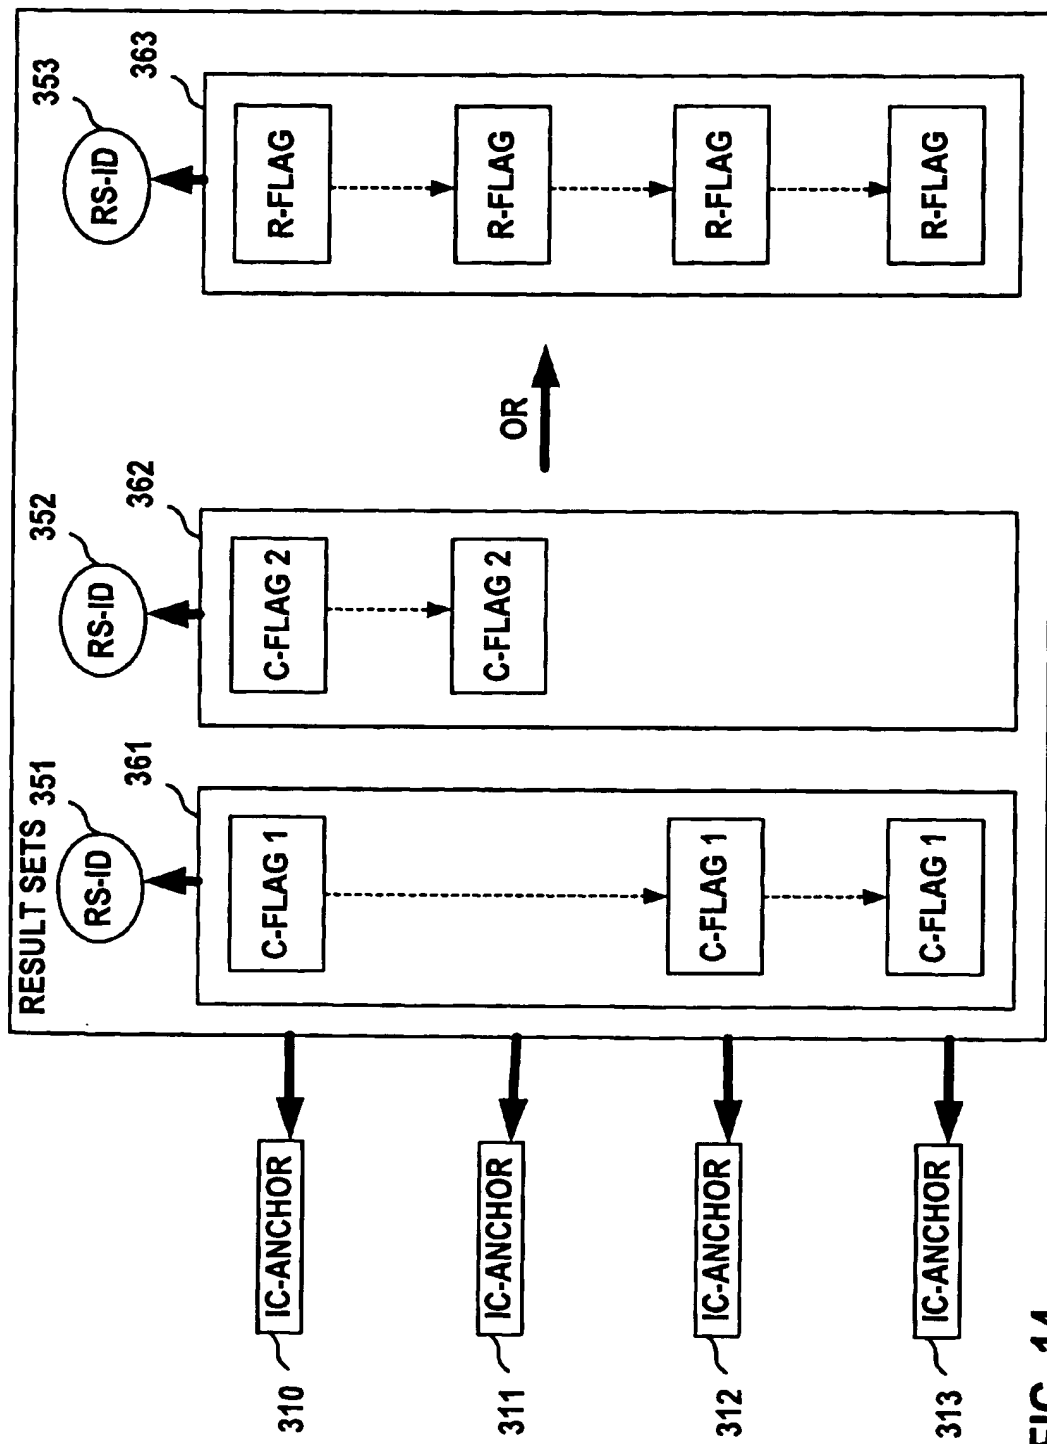 RESULT SETS
351
352
353
RS-ID
RS-ID
RS-ID
361
362
363
310
IC-ANCHOR
C-FLAG 1
C-FLAG 2
R-FLAG
311
IC-ANCHOR
C-FLAG 2
OR
R-FLAG
312
IC-ANCHOR
C-FLAG 1
R-FLAG
313
IC-ANCHOR
C-FLAG 1
R-FLAG
FIG. 14